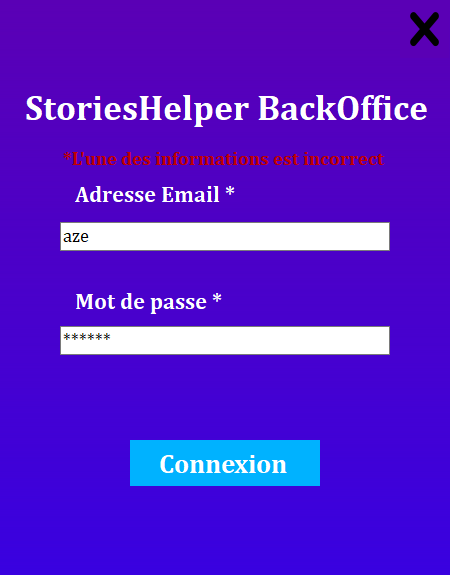 StoriesHelper BackOffice
*L'une des informations est incorrect
Adresse Email *
aze
Mot de passe *
******
Connexion